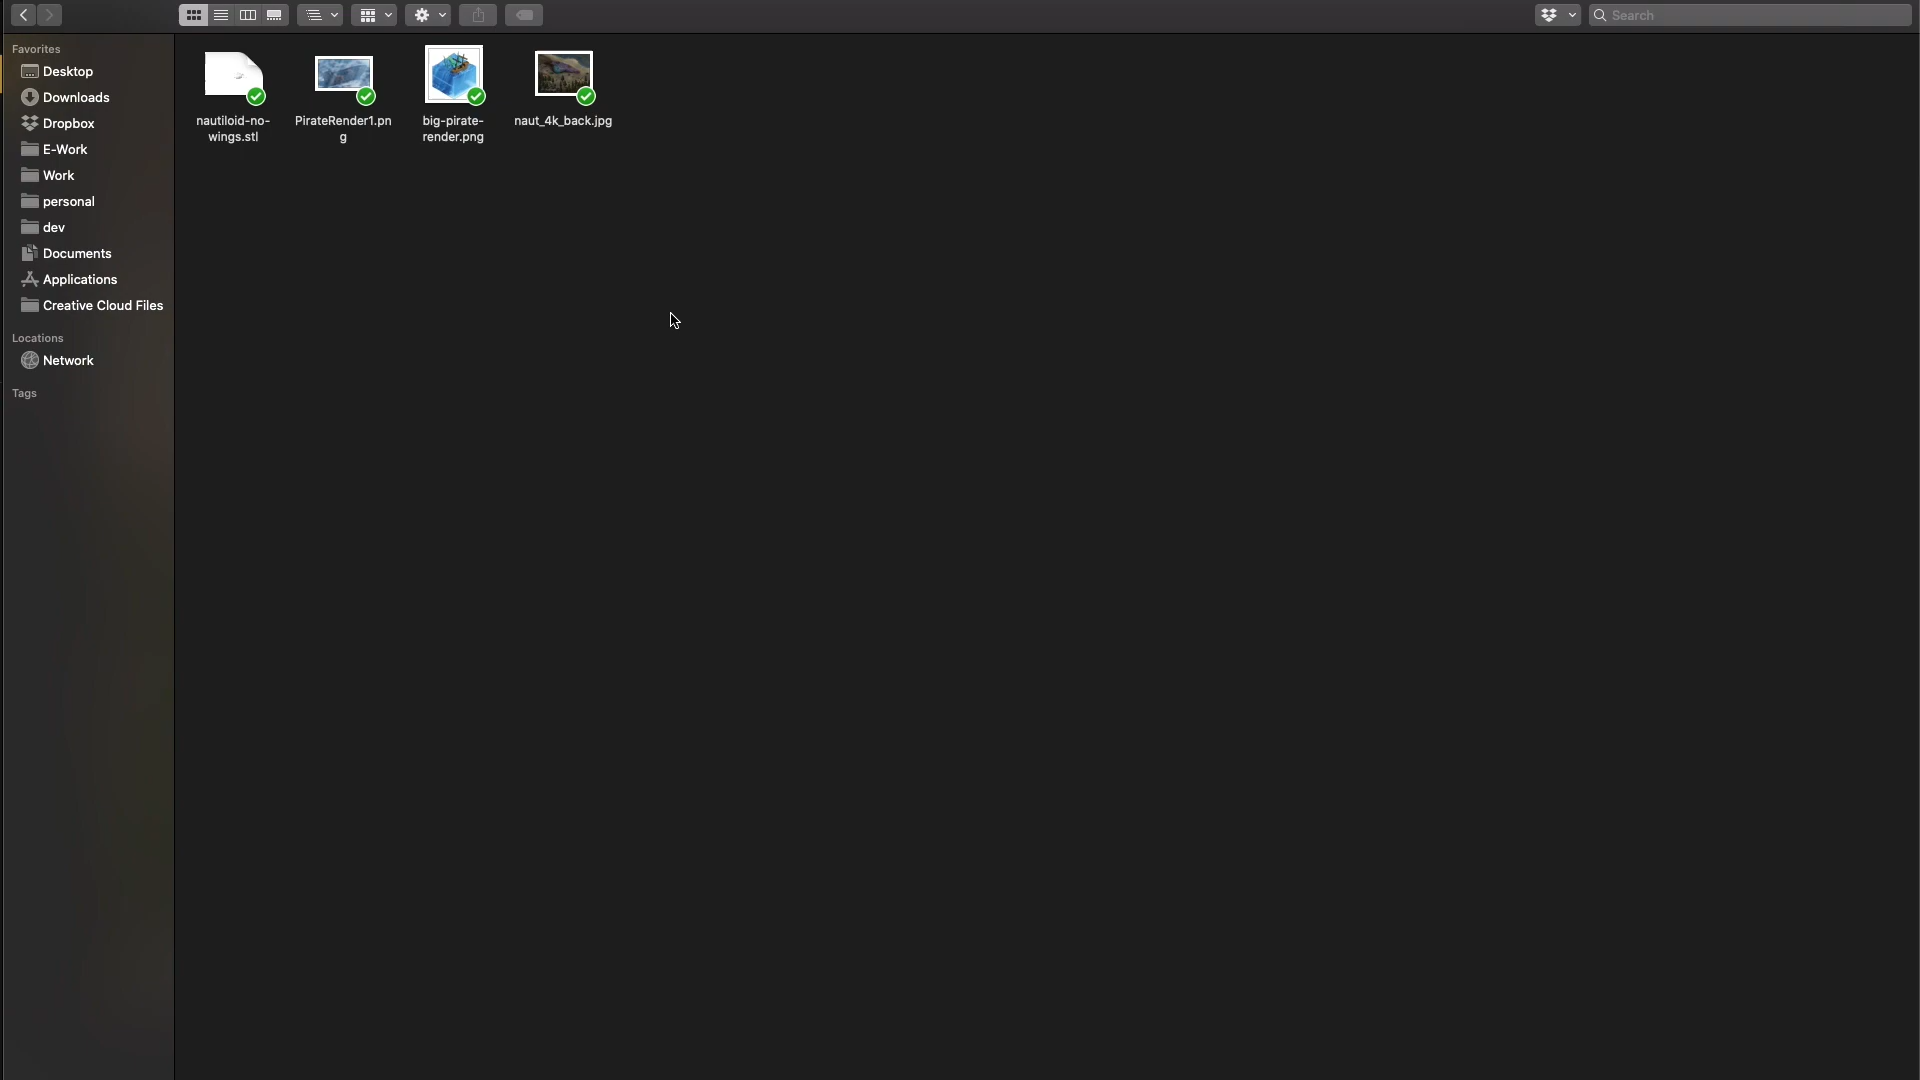 Search
Favorites
Desktop
Downloads
Dropbox
E-Work
Work
personal
dev
Documents
Applications
Creative Cloud Files
Locations
Network
Tags
nautiloid-no-
wings.stl
PirateRender1.pn
g
big-pirate-
render.png
naut_4k_back.jpg